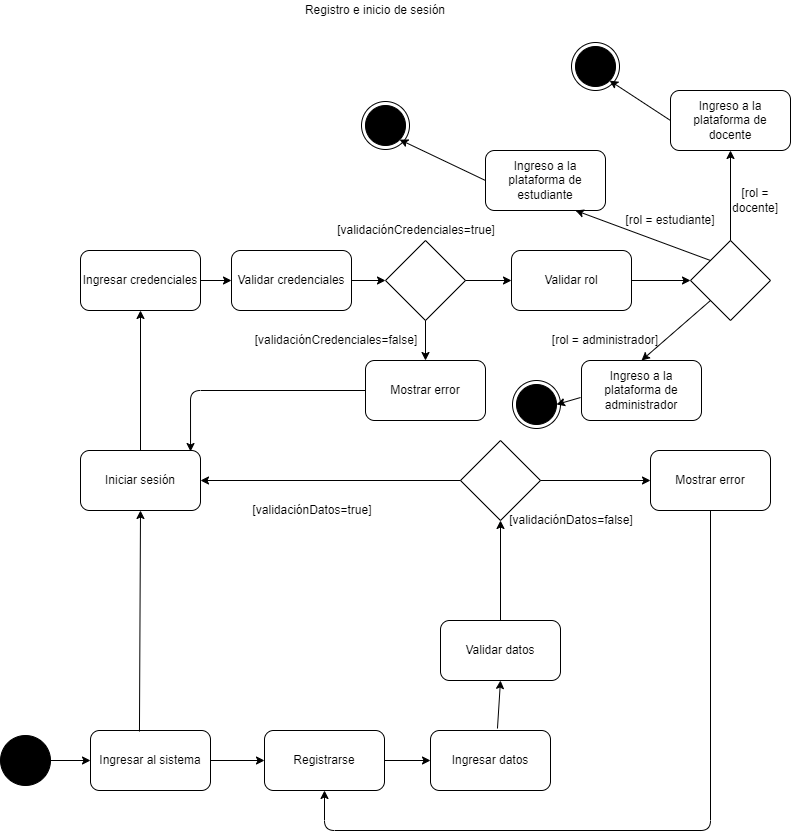 Registro e inicio de sesión
Ingreso a la
plataforma de
docente
Ingreso a la
plataforma de
estudiante
[rol =
docente]
[rol = estudiante]
[validaciónCredenciales=true]
Ingresar credenciales
Validar credenciales
Validar rol
[validaciónCredenciales=false]
[rol = administrador]
Mostrar error
Ingreso a la
plataforma de
administrador
Iniciar sesión
Mostrar error
[validaciónDatos=true]
[validaciónDatos=false]
Validar datos
Ingresar al sistema
Registrarse
Ingresar datos